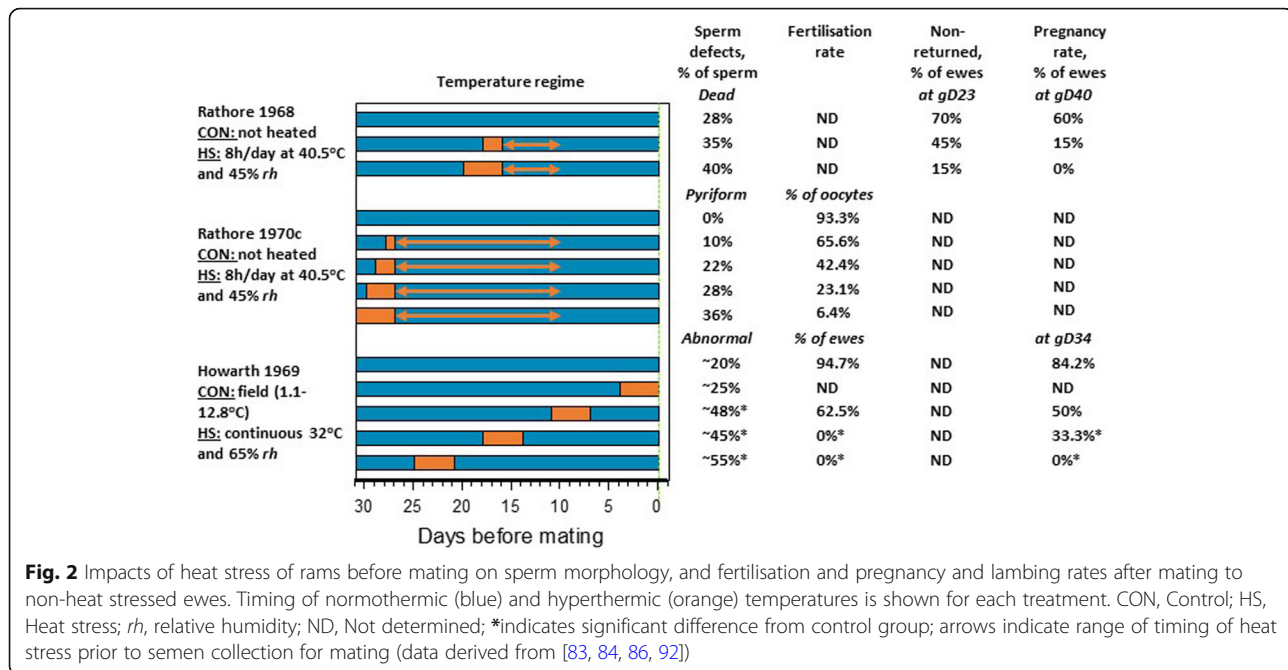 Sperm defects, % of sperm
Fertilisation rate
Non-returned, % of ewes
Pregnancy rate, % of ewes
Temperature regime
Dead
at gD23
at gD40
Rathore 1968
CON: not heated
HS: 8h/day at 40.5°C
and 45% rh
28% ND 70% 60%
35% ND 45% 15%
40% ND 15% 0%
Pyriform % of oocytes
Rathore 1970c
CON: not heated
HS: 8h/day at 40.5°C
and 45% rh
0% 93.3% ND ND
10% 65.6% ND ND
22% 42.4% ND ND
28% 23.1% ND ND
36% 6.4% ND ND
Abnormal % of ewes at gD34
Howarth 1969
CON: field (1.1-
12.8°C)
HS: continuous 32°C
and 65% rh
~20% 94.7% ND 84.2%
~25% ND ND ND
~48%* 62.5% ND 50%
~45%* 0%* ND 33.3%*
~55%* 0%* ND 0%*
30 20 15 10 5 0
Days before mating
Fig. 2 Impacts of heat stress of rams before mating on sperm morphology, and fertilisation and pregnancy and lambing rates after mating to
non-heat stressed ewes. Timing of normothermic (blue) and hyperthermic (orange) temperatures is shown for each treatment. CON, Control; HS,
Heat stress; rh, relative humidity; ND, Not determined; *indicates significant difference from control group; arrows indicate range of timing of heat
stress prior to semen collection for mating (data derived from [83, 84, 86, 92])